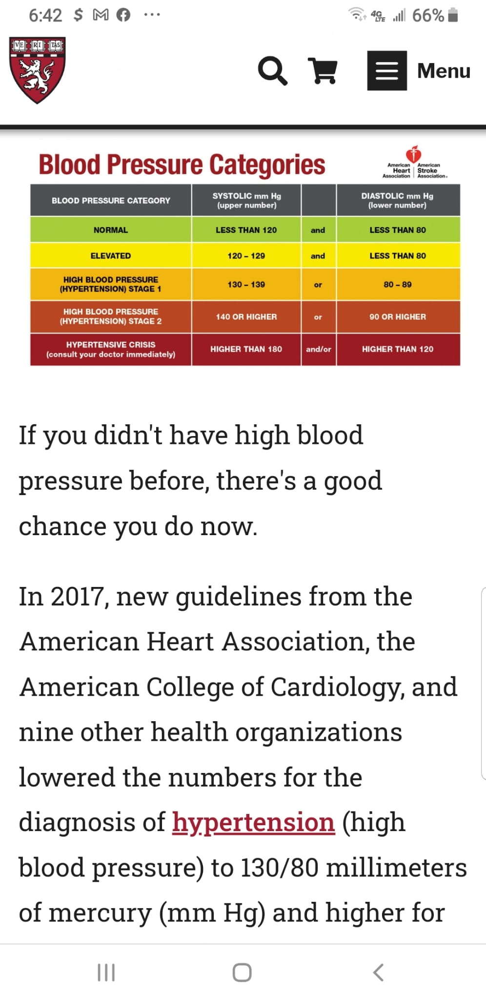 6:42 $ M f ... 4G LTE 66%
VE RI TAS
Menu
Blood Pressure Categories
American Heart Association American Stroke Association®
BLOOD PRESSURE CATEGORY SYSTOLIC mm Hg (upper number) DIASTOLIC mm Hg (lower number)
NORMAL LESS THAN 120 and LESS THAN 80
ELEVATED 120 – 129 and LESS THAN 80
HIGH BLOOD PRESSURE (HYPERTENSION) STAGE 1 130 – 139 or 80 – 89
HIGH BLOOD PRESSURE (HYPERTENSION) STAGE 2 140 OR HIGHER or 90 OR HIGHER
HYPERTENSIVE CRISIS (consult your doctor immediately) HIGHER THAN 180 and/or HIGHER THAN 120
If you didn't have high blood
pressure before, there's a good
chance you do now.
In 2017, new guidelines from the
American Heart Association, the
American College of Cardiology, and
nine other health organizations
lowered the numbers for the
diagnosis of hypertension (high
blood pressure) to 130/80 millimeters
of mercury (mm Hg) and higher for